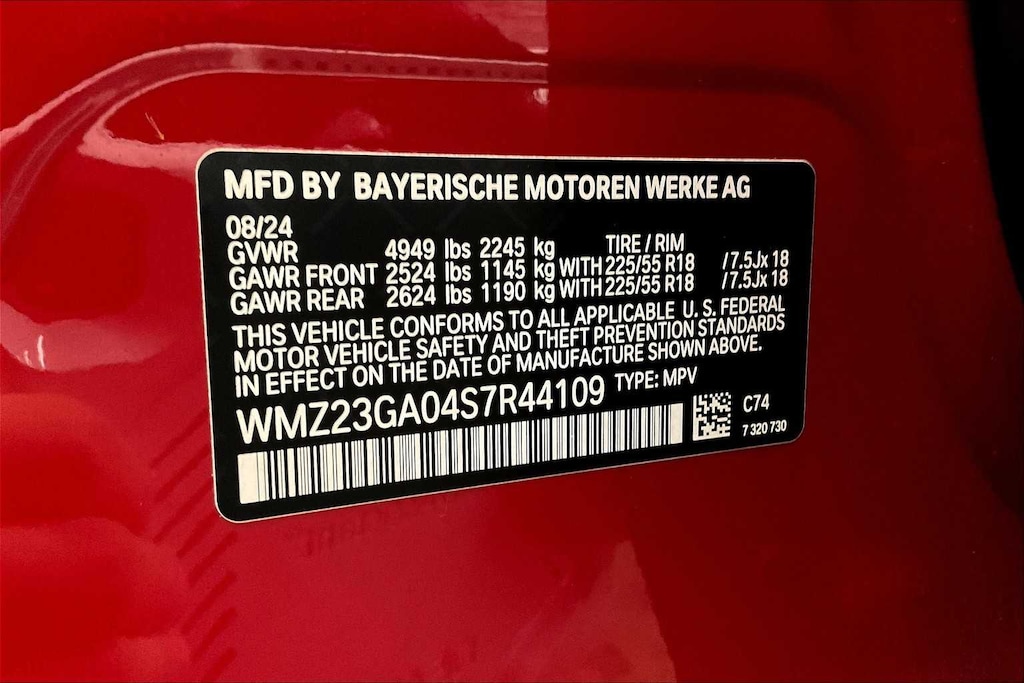 MFD BY BAYERISCHE MOTOREN WERKE AG
08/24
GVWR 4949 lbs 2245 kg TIRE / RIM
GAWR FRONT 2524 lbs 1145 kg WITH 225/55 R18 /7.5Jx 18
GAWR REAR 2624 lbs 1190 kg WITH 225/55 R18 /7.5Jx 18
THIS VEHICLE CONFORMS TO ALL APPLICABLE U. S. FEDERAL
MOTOR VEHICLE SAFETY AND THEFT PREVENTION STANDARDS
IN EFFECT ON THE DATE OF MANUFACTURE SHOWN ABOVE.
WMZ23GA04S7R44109 TYPE: MPV
C74
7 320 730